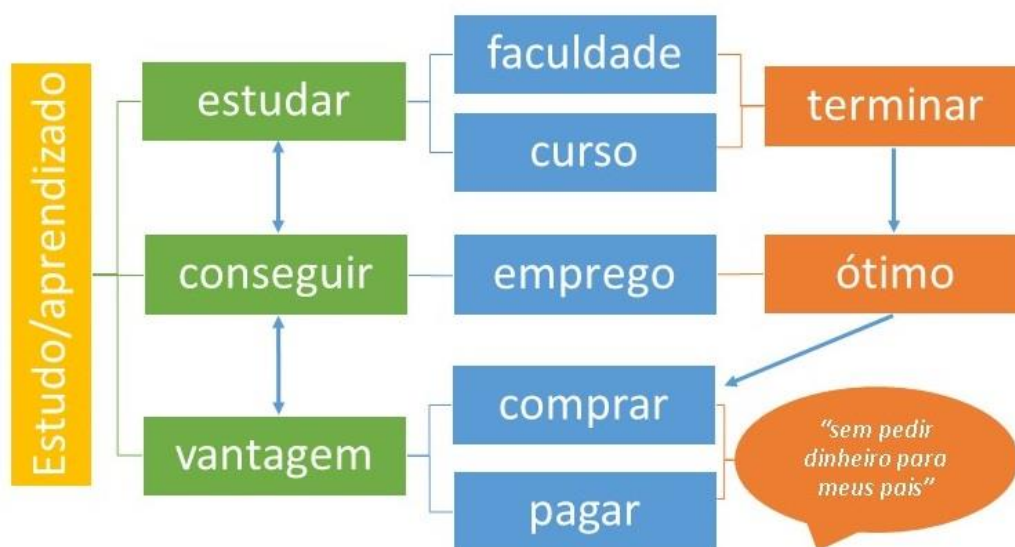 Estudo/aprendizado
estudar
faculdade
curso
terminar
conseguir
emprego
ótimo
vantagem
comprar
pagar
"sem pedir
dinheiro para
meus pais"